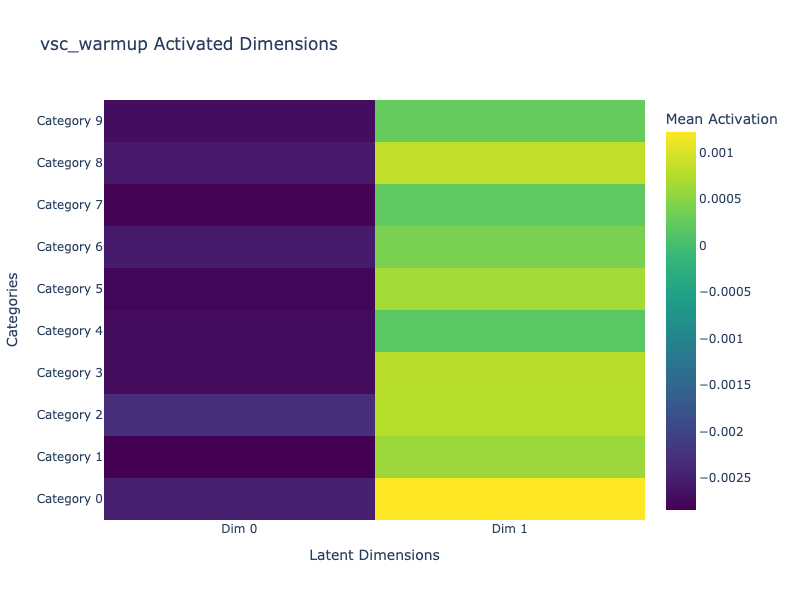 vsc_warmup Activated Dimensions
Mean Activation
Category 9
Category 8
Category 7
Category 6
Category 5
Category 4
Category 3
Category 2
Category 1
Category 0
Categories
Dim 0
Dim 1
Latent Dimensions
0.001
0.0005
0
−0.0005
−0.001
−0.0015
−0.002
−0.0025